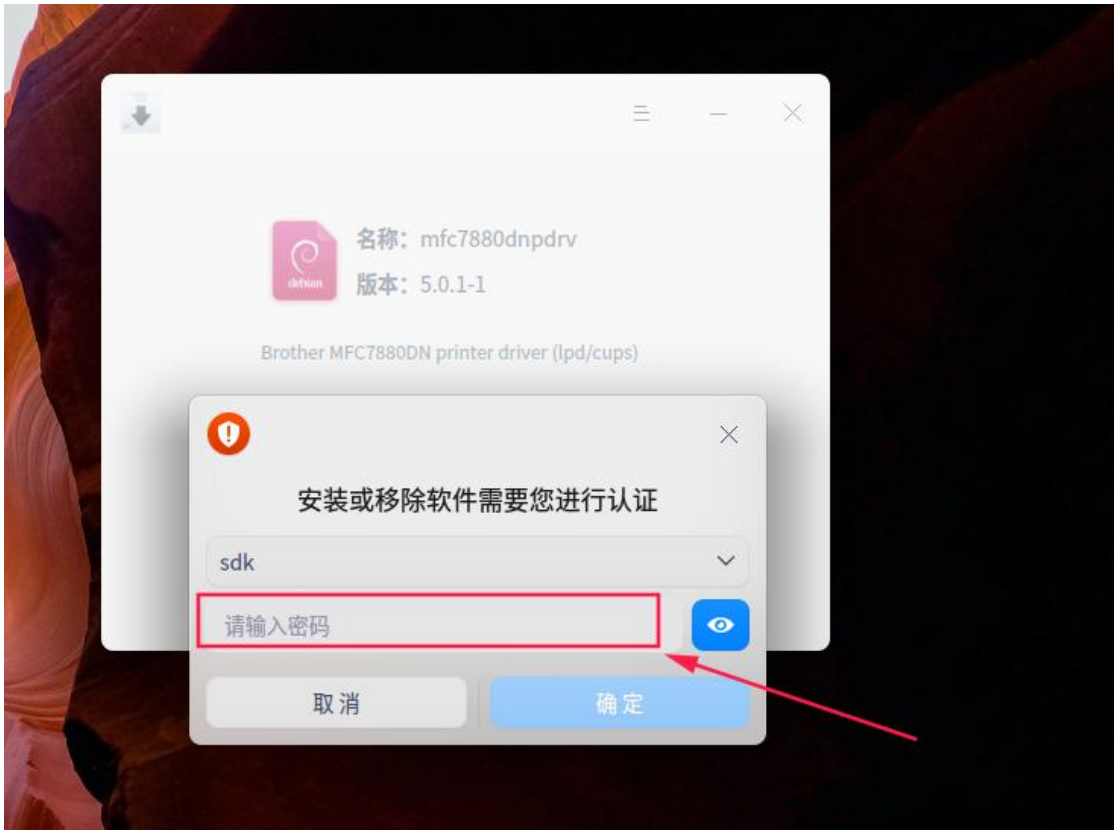 名称： mfc7880dnpdrv
debian
版本： 5.0.1-1
Brother MFC7880DN printer driver (lpd/cups)
安装或移除软件需要您进行认证
sdk
请输入密码
取 消
确 定